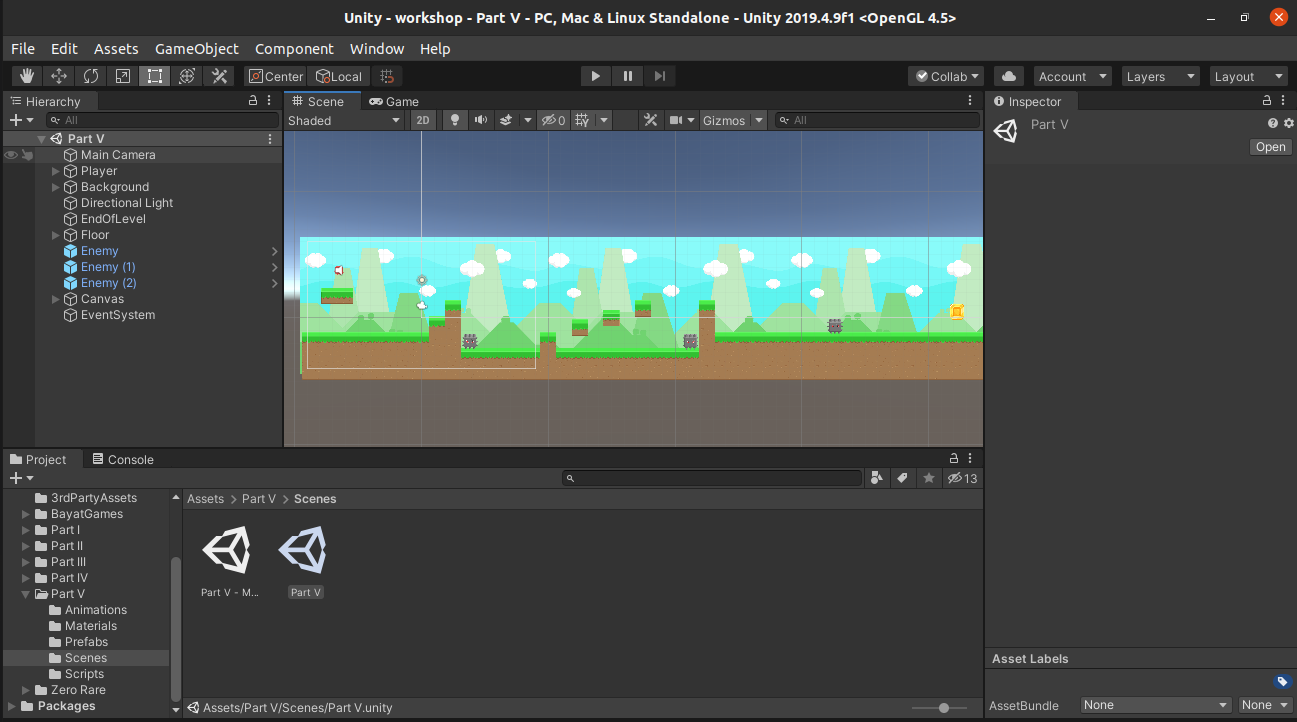 Unity - workshop - Part V - PC, Mac & Linux Standalone - Unity 2019.4.9f1 <OpenGL 4.5>
File Edit Assets GameObject Component Window Help
Center Local Collab Account Layers Layout
Hierarchy
All
Part V
Main Camera
Player
Background
Directional Light
EndOfLevel
Floor
Enemy
Enemy (1)
Enemy (2)
Canvas
EventSystem
Scene Game
Shaded 2D 0 Gizmos All
Inspector
Part V
Open
Project Console
13
3rdPartyAssets
BayatGames
Part I
Part II
Part III
Part IV
Part V
Animations
Materials
Prefabs
Scenes
Scripts
Zero Rare
Packages
Assets > Part V > Scenes
Part V - M... Part V
Assets/Part V/Scenes/Part V.unity
Asset Labels
AssetBundle None None